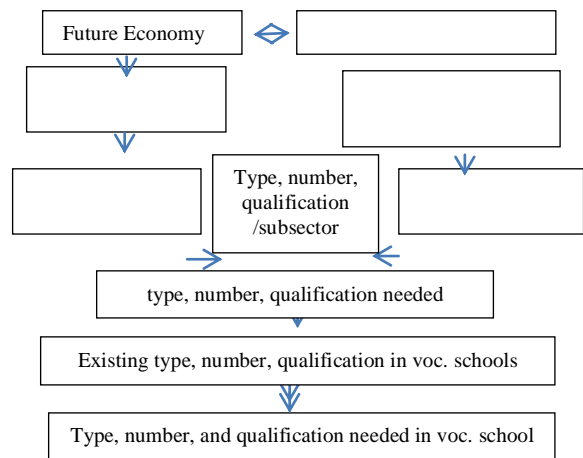 Future Economy
Type, number,
qualification
/subsector
type, number, qualification needed
Existing type, number, qualification in voc. schools
Type, number, and qualification needed in voc. school